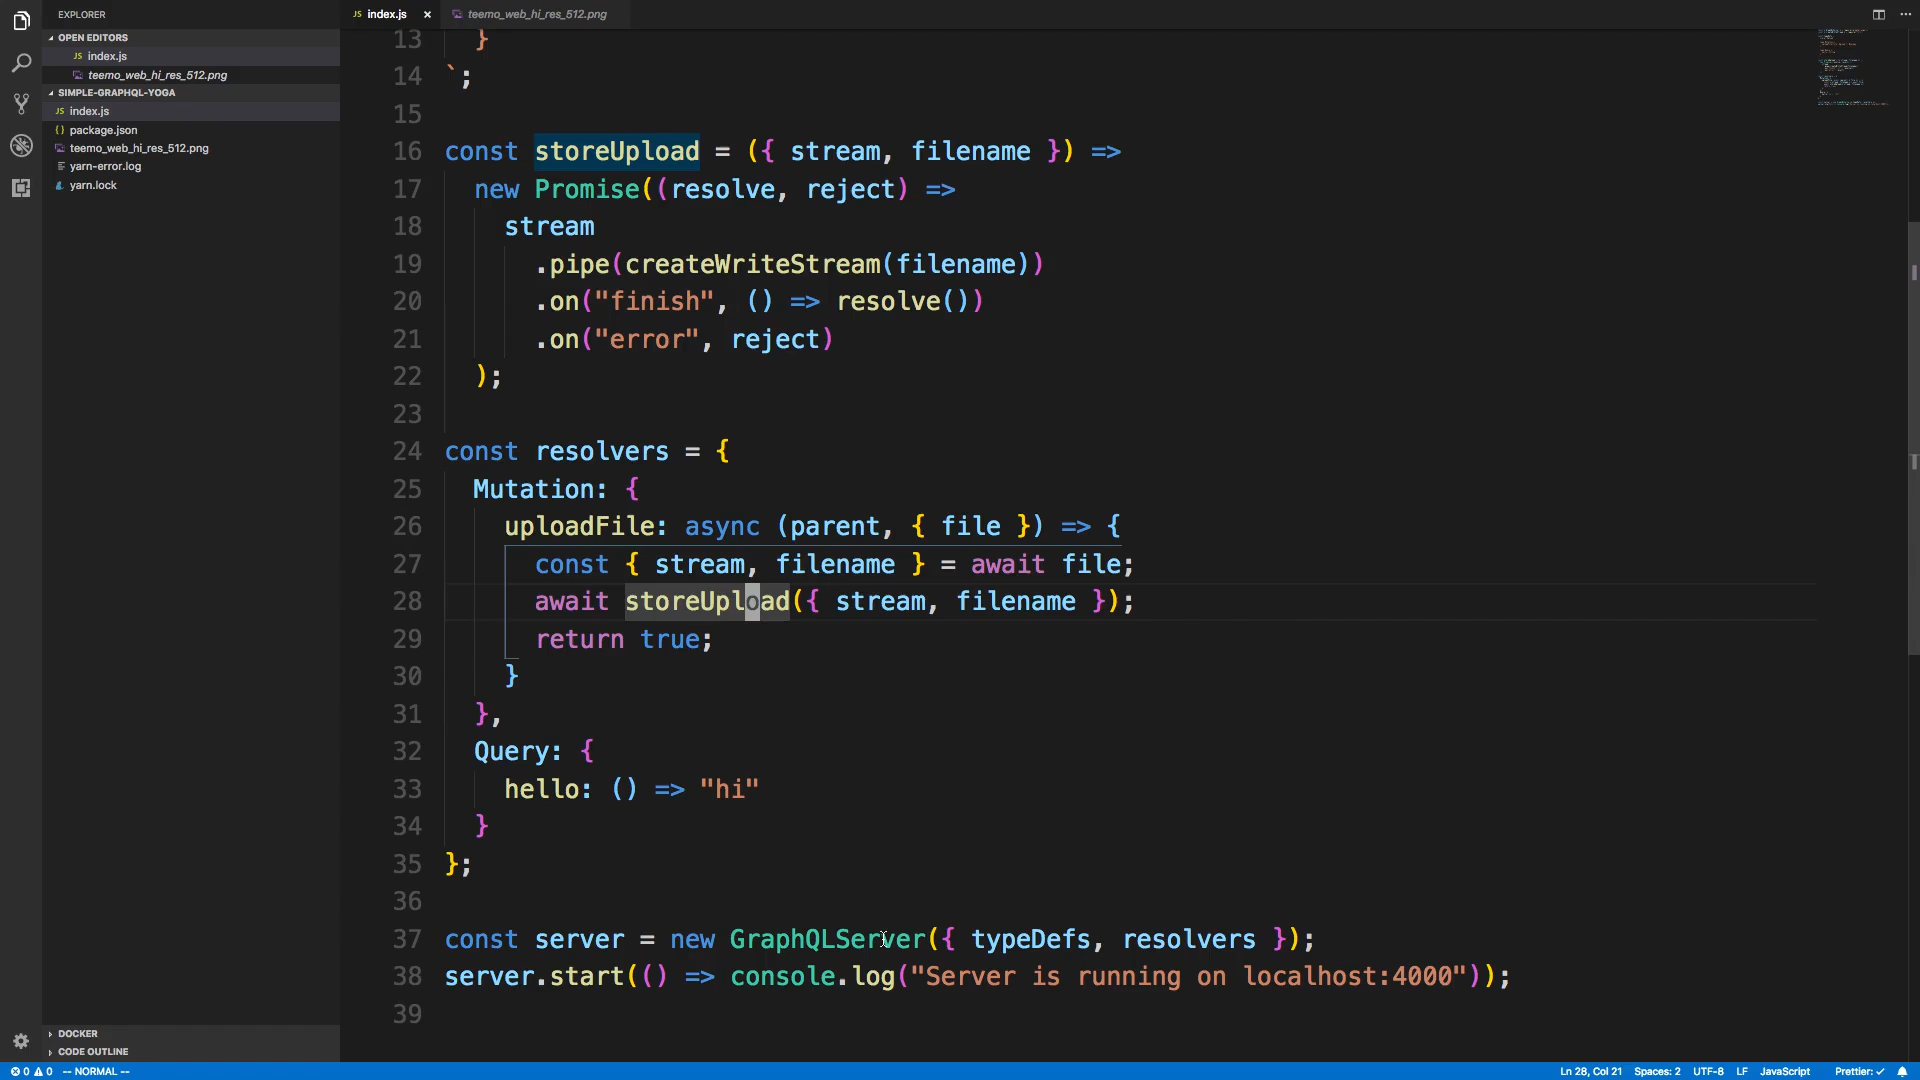 EXPLORER
OPEN EDITORS
JS index.js
teemo_web_hi_res_512.png
SIMPLE-GRAPHQL-YOGA
JS index.js
{} package.json
teemo_web_hi_res_512.png
yarn-error.log
yarn.lock
DOCKER
CODE OUTLINE
JS index.js ×
teemo_web_hi_res_512.png
13 }
14 `;
15
16 const storeUpload = ({ stream, filename }) =>
17 new Promise((resolve, reject) =>
18 stream
19 .pipe(createWriteStream(filename))
20 .on("finish", () => resolve())
21 .on("error", reject)
22 );
23
24 const resolvers = {
25 Mutation: {
26 uploadFile: async (parent, { file }) => {
27 const { stream, filename } = await file;
28 await storeUpload({ stream, filename });
29 return true;
30 }
31 },
32 Query: {
33 hello: () => "hi"
34 }
35 };
36
37 const server = new GraphQLServer({ typeDefs, resolvers });
38 server.start(() => console.log("Server is running on localhost:4000"));
39
0 0 -- NORMAL -- Ln 28, Col 21 Spaces: 2 UTF-8 LF JavaScript Prettier: ✓